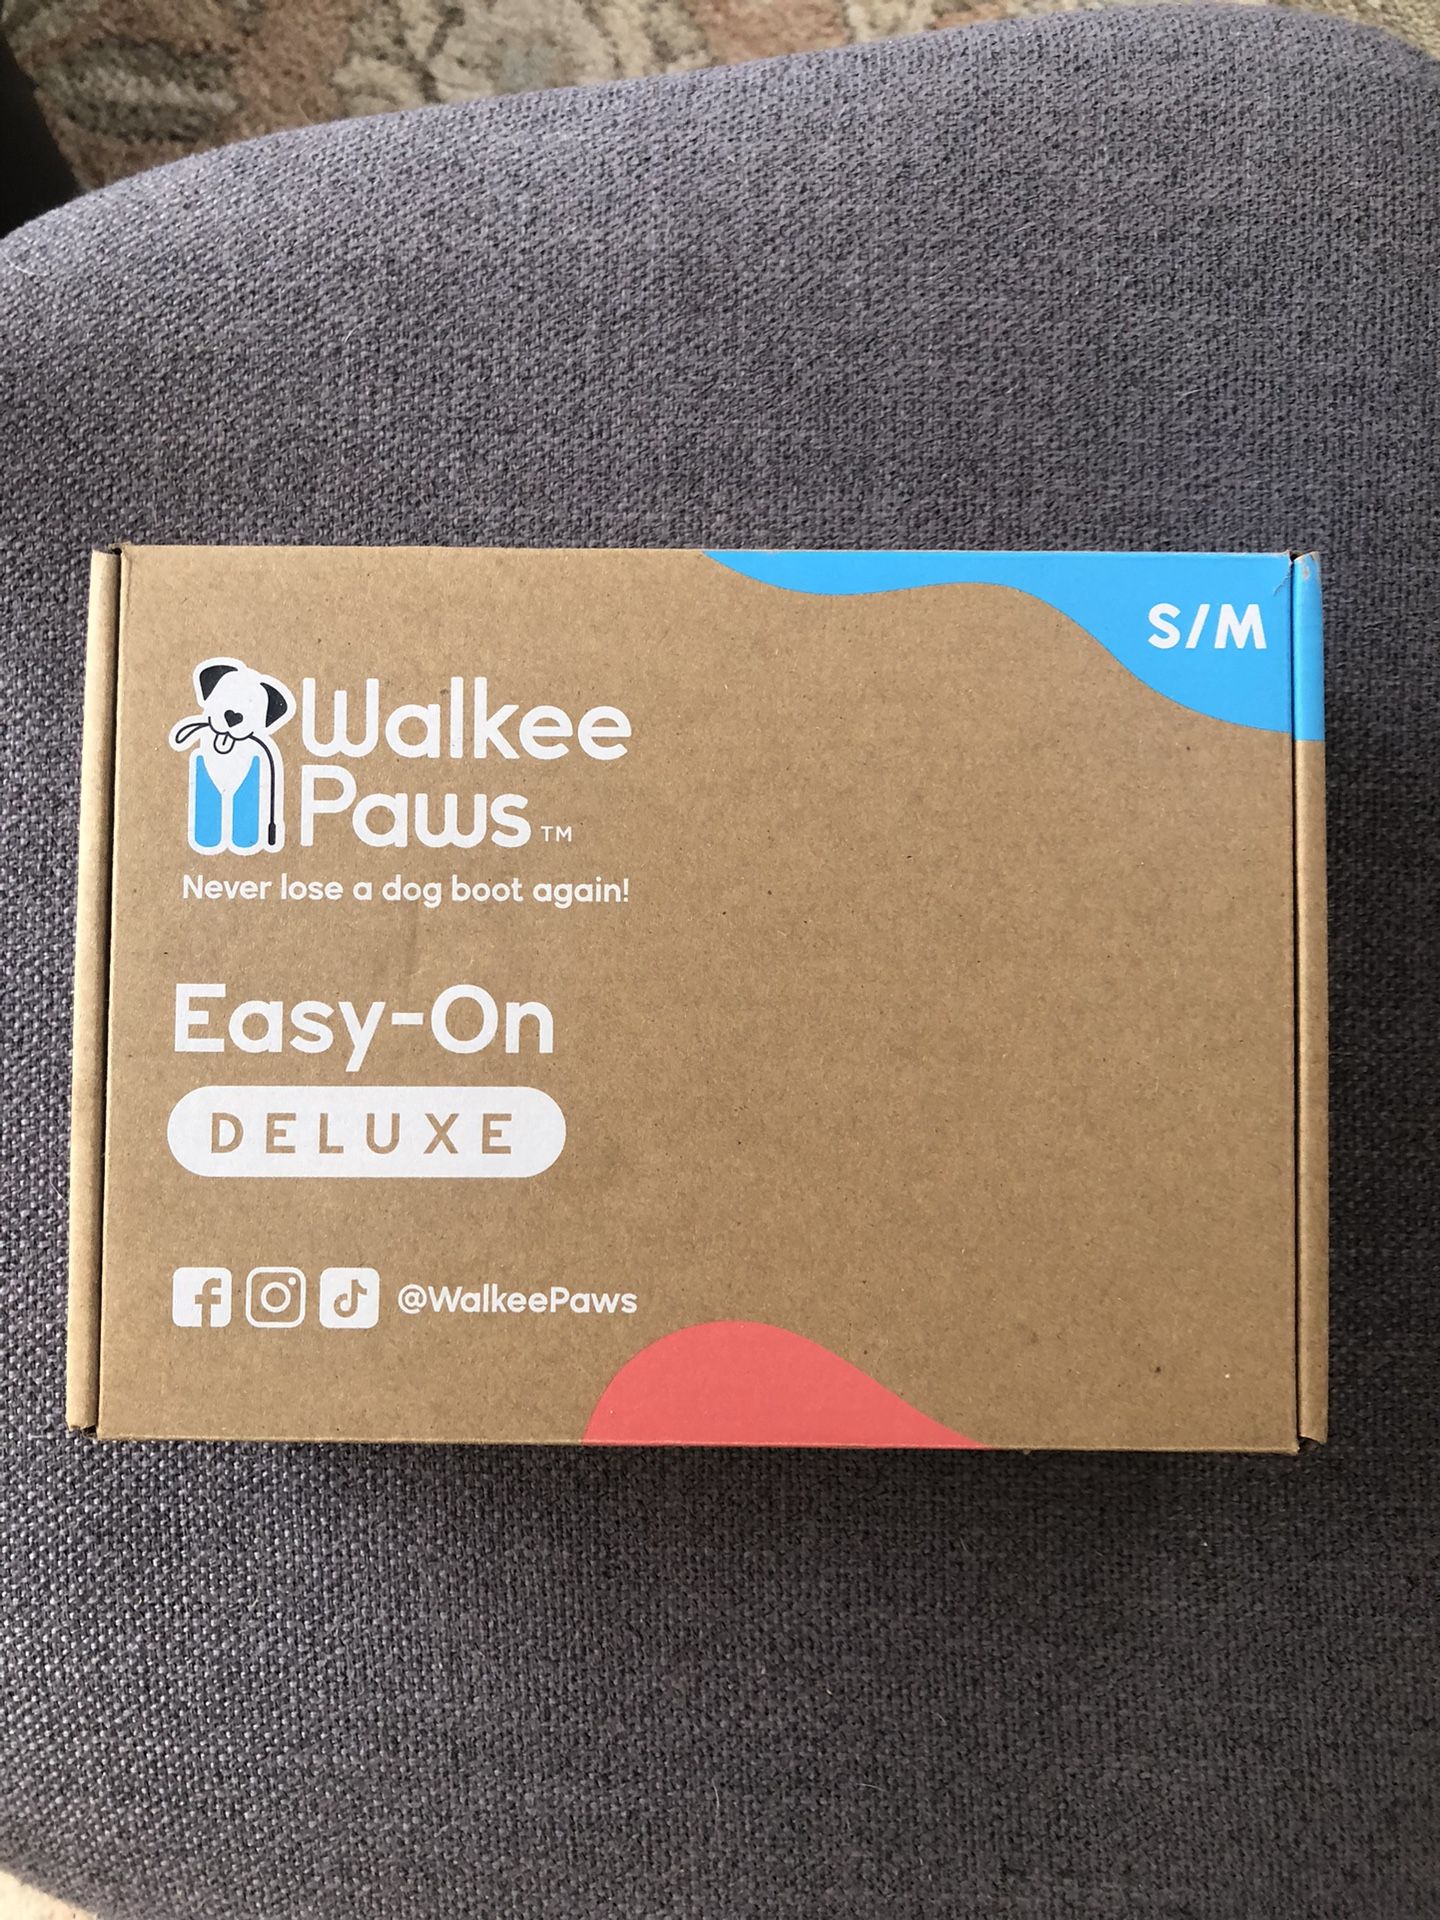 S/M
Walkee
Paws™
Never lose a dog boot again!
Easy-On
DELUXE
@WalkeePaws